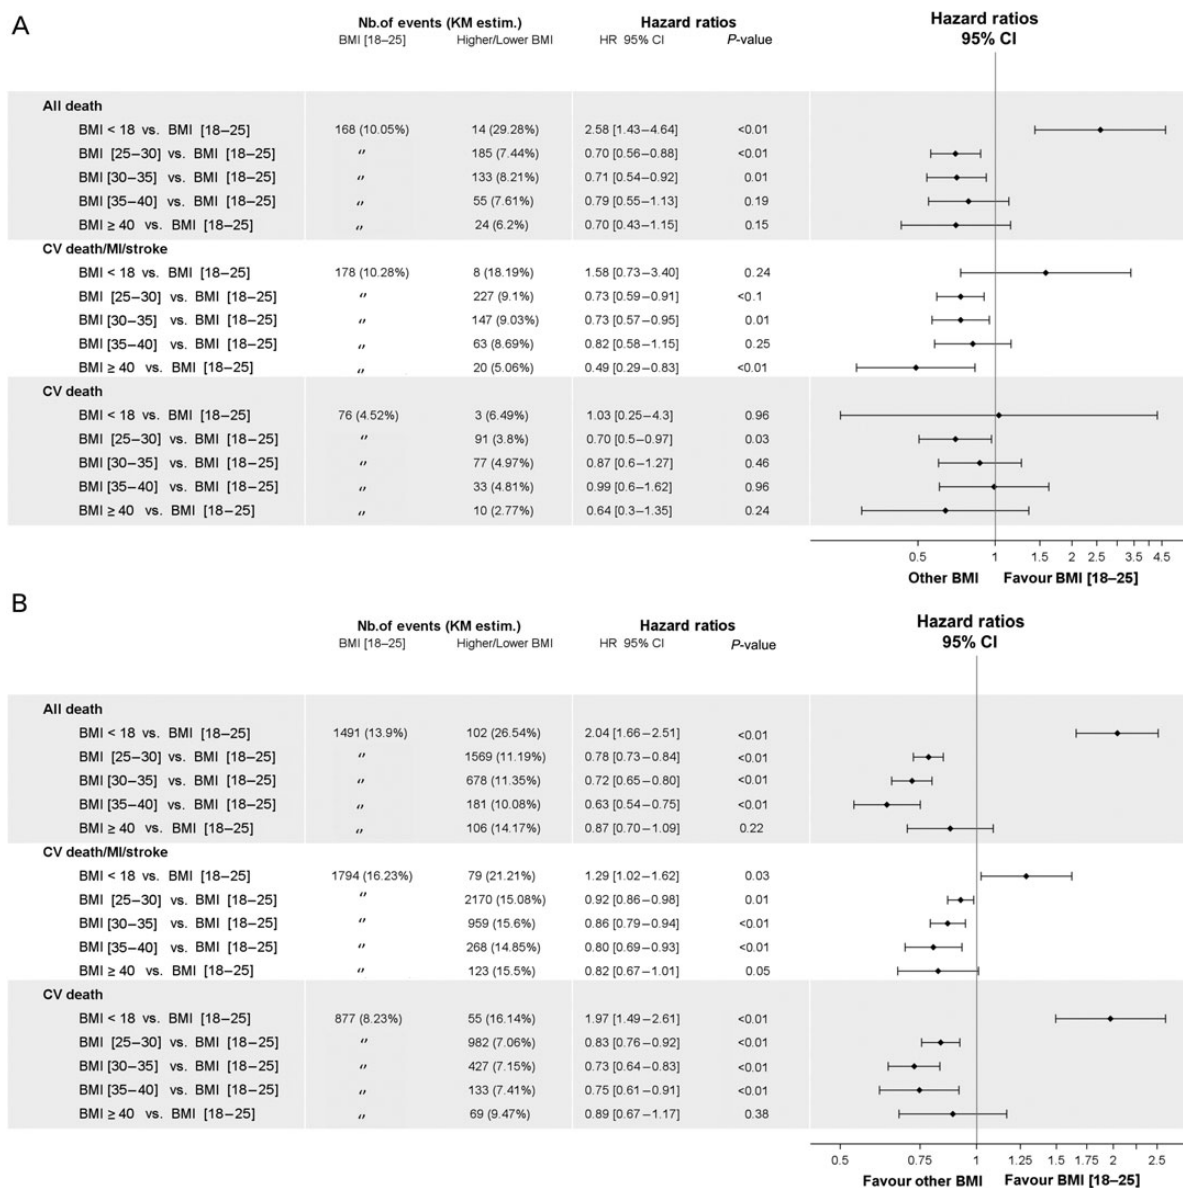 A
Nb.of events (KM estim.) Hazard ratios Hazard ratios
BMI [18–25] Higher/Lower BMI HR 95% CI P-value 95% CI
All death
BMI < 18 vs. BMI [18–25] 168 (10.05%) 14 (29.28%) 2.58 [1.43–4.64] <0.01
BMI [25–30] vs. BMI [18–25] ″ 185 (7.44%) 0.70 [0.56–0.88] <0.01
BMI [30–35] vs. BMI [18–25] ″ 133 (8.21%) 0.71 [0.54–0.92] 0.01
BMI [35–40] vs. BMI [18–25] ″ 55 (7.61%) 0.79 [0.55–1.13] 0.19
BMI ≥ 40 vs. BMI [18–25] ″ 24 (6.2%) 0.70 [0.43–1.15] 0.15
CV death/MI/stroke
BMI < 18 vs. BMI [18–25] 178 (10.28%) 8 (18.19%) 1.58 [0.73–3.40] 0.24
BMI [25–30] vs. BMI [18–25] ″ 227 (9.1%) 0.73 [0.59–0.91] <0.1
BMI [30–35] vs. BMI [18–25] ″ 147 (9.03%) 0.73 [0.57–0.95] 0.01
BMI [35–40] vs. BMI [18–25] ″ 63 (8.69%) 0.82 [0.58–1.15] 0.25
BMI ≥ 40 vs. BMI [18–25] ″ 20 (5.06%) 0.49 [0.29–0.83] <0.01
CV death
BMI < 18 vs. BMI [18–25] 76 (4.52%) 3 (6.49%) 1.03 [0.25–4.3] 0.96
BMI [25–30] vs. BMI [18–25] ″ 91 (3.8%) 0.70 [0.5–0.97] 0.03
BMI [30–35] vs. BMI [18–25] ″ 77 (4.97%) 0.87 [0.6–1.27] 0.46
BMI [35–40] vs. BMI [18–25] ″ 33 (4.81%) 0.99 [0.6–1.62] 0.96
BMI ≥ 40 vs. BMI [18–25] ″ 10 (2.77%) 0.64 [0.3–1.35] 0.24
0.5 1 1.5 2 2.5 3.5 4.5
Other BMI Favour BMI [18–25]
B
Nb.of events (KM estim.) Hazard ratios Hazard ratios
BMI [18–25] Higher/Lower BMI HR 95% CI P-value 95% CI
All death
BMI < 18 vs. BMI [18–25] 1491 (13.9%) 102 (26.54%) 2.04 [1.66–2.51] <0.01
BMI [25–30] vs. BMI [18–25] ″ 1569 (11.19%) 0.78 [0.73–0.84] <0.01
BMI [30–35] vs. BMI [18–25] ″ 678 (11.35%) 0.72 [0.65–0.80] <0.01
BMI [35–40] vs. BMI [18–25] ″ 181 (10.08%) 0.63 [0.54–0.75] <0.01
BMI ≥ 40 vs. BMI [18–25] ″ 106 (14.17%) 0.87 [0.70–1.09] 0.22
CV death/MI/stroke
BMI < 18 vs. BMI [18–25] 1794 (16.23%) 79 (21.21%) 1.29 [1.02–1.62] 0.03
BMI [25–30] vs. BMI [18–25] ″ 2170 (15.08%) 0.92 [0.86–0.98] 0.01
BMI [30–35] vs. BMI [18–25] ″ 959 (15.6%) 0.86 [0.79–0.94] <0.01
BMI [35–40] vs. BMI [18–25] ″ 268 (14.85%) 0.80 [0.69–0.93] <0.01
BMI ≥ 40 vs. BMI [18–25] ″ 123 (15.5%) 0.82 [0.67–1.01] 0.05
CV death
BMI < 18 vs. BMI [18–25] 877 (8.23%) 55 (16.14%) 1.97 [1.49–2.61] <0.01
BMI [25–30] vs. BMI [18–25] ″ 982 (7.06%) 0.83 [0.76–0.92] <0.01
BMI [30–35] vs. BMI [18–25] ″ 427 (7.15%) 0.73 [0.64–0.83] <0.01
BMI [35–40] vs. BMI [18–25] ″ 133 (7.41%) 0.75 [0.61–0.91] <0.01
BMI ≥ 40 vs. BMI [18–25] ″ 69 (9.47%) 0.89 [0.67–1.17] 0.38
0.5 0.75 1 1.25 1.5 1.75 2 2.5
Favour other BMI Favour BMI [18–25]